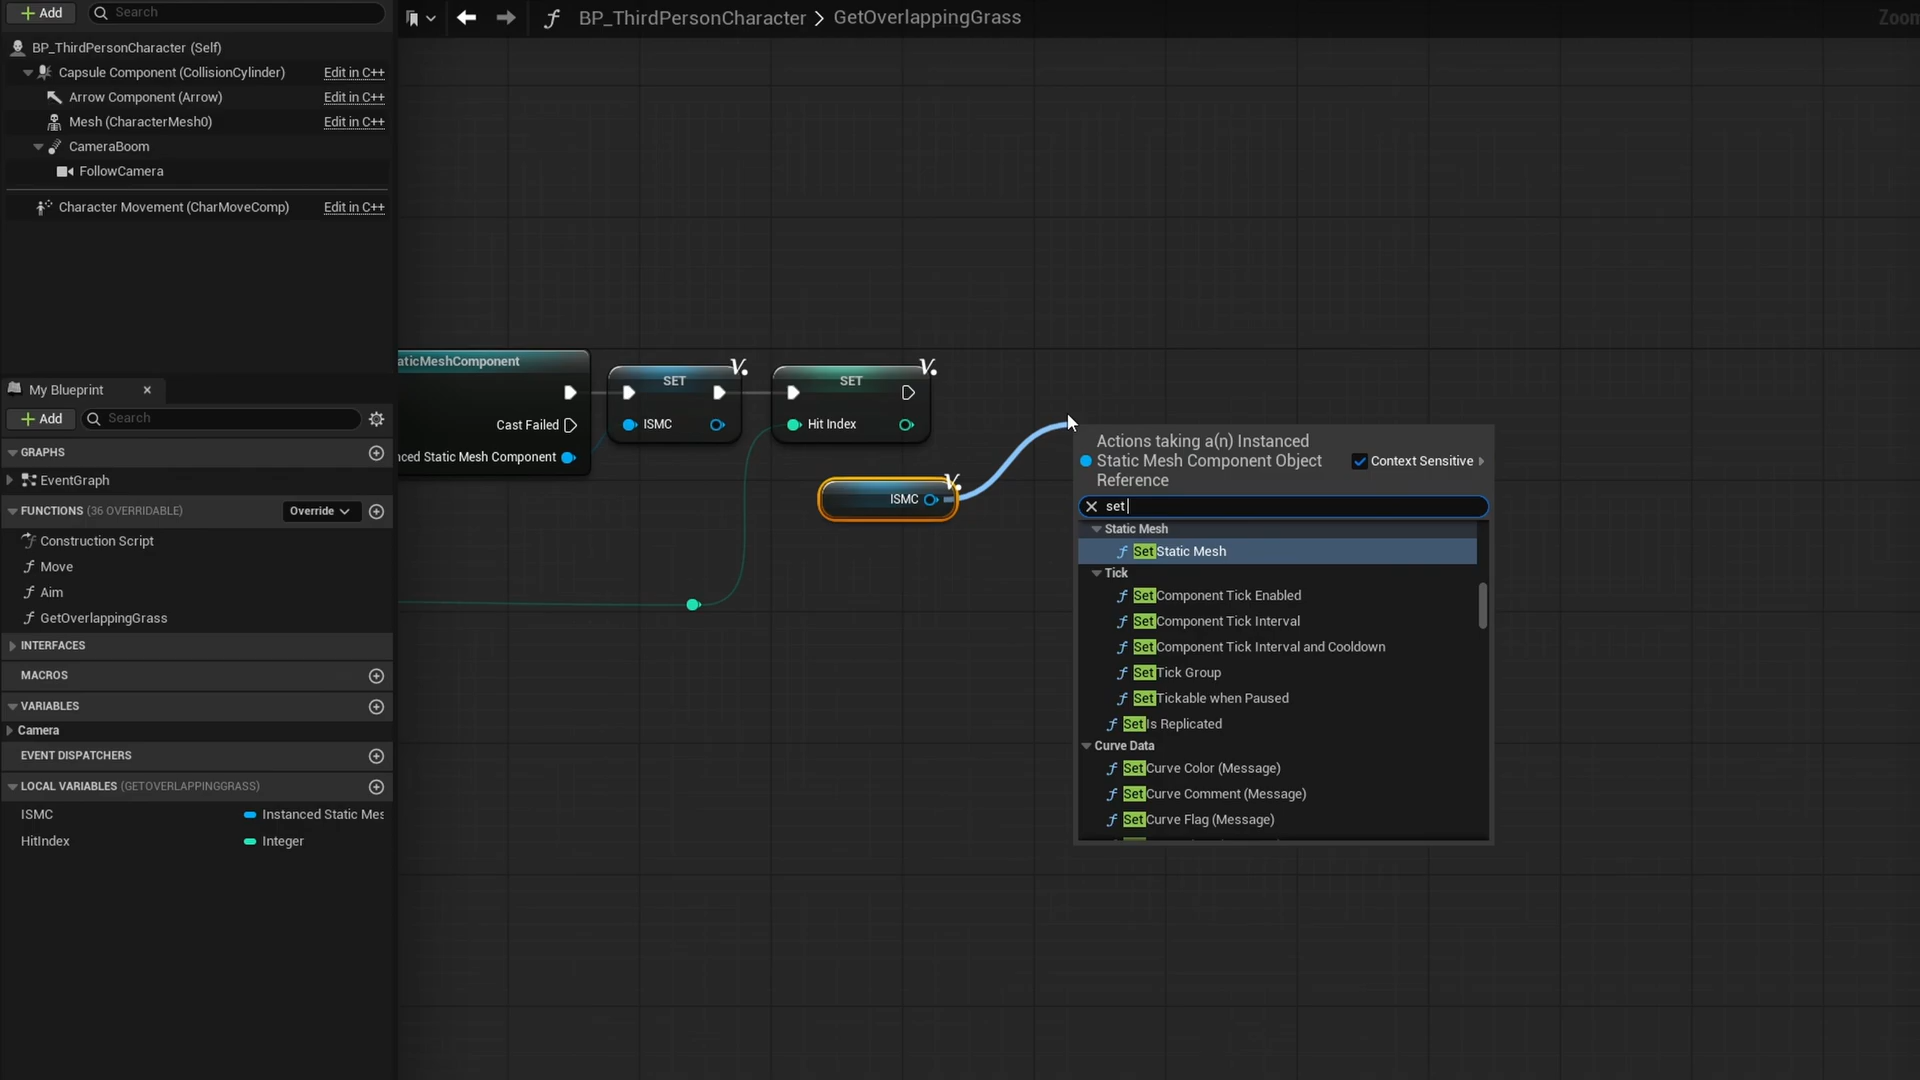 Add
Search
BP_ThirdPersonCharacter (Self)
Capsule Component (CollisionCylinder)
Edit in C++
Arrow Component (Arrow)
Edit in C++
Mesh (CharacterMesh0)
Edit in C++
CameraBoom
FollowCamera
Character Movement (CharMoveComp)
Edit in C++
My Blueprint
Add
Search
GRAPHS
EventGraph
FUNCTIONS (36 OVERRIDABLE)
Override
Construction Script
Move
Aim
GetOverlappingGrass
INTERFACES
MACROS
VARIABLES
Camera
EVENT DISPATCHERS
LOCAL VARIABLES (GETOVERLAPPINGGRASS)
ISMC
Instanced Static Mes
HitIndex
Integer
BP_ThirdPersonCharacter > GetOverlappingGrass
Zoom
aticMeshComponent
Cast Failed
nced Static Mesh Component
SET
ISMC
SET
Hit Index
ISMC
Actions taking a(n) Instanced
Static Mesh Component Object
Reference
Context Sensitive
set
Static Mesh
Set Static Mesh
Tick
Set Component Tick Enabled
Set Component Tick Interval
Set Component Tick Interval and Cooldown
Set Tick Group
Set Tickable when Paused
Set Is Replicated
Curve Data
Set Curve Color (Message)
Set Curve Comment (Message)
Set Curve Flag (Message)